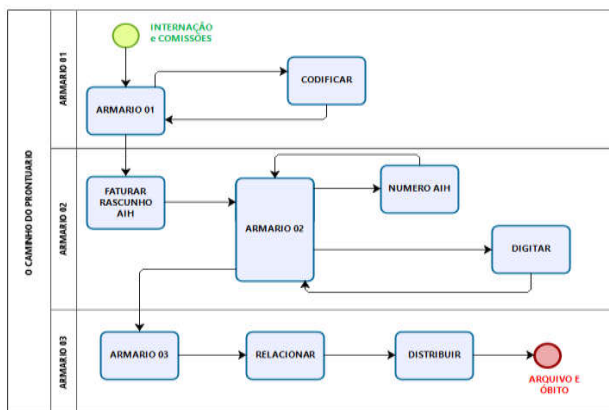 O CAMINHO DO PRONTUARIO
ARMARIO 01
INTERNAÇÃO
e COMISSÕES
ARMARIO 01
CODIFICAR
ARMARIO 02
FATURAR
RASCUNHO
AIH
ARMARIO 02
NUMERO AIH
DIGITAR
ARMARIO 03
ARMARIO 03
RELACIONAR
DISTRIBUIR
ARQUIVO E
ÓBITO